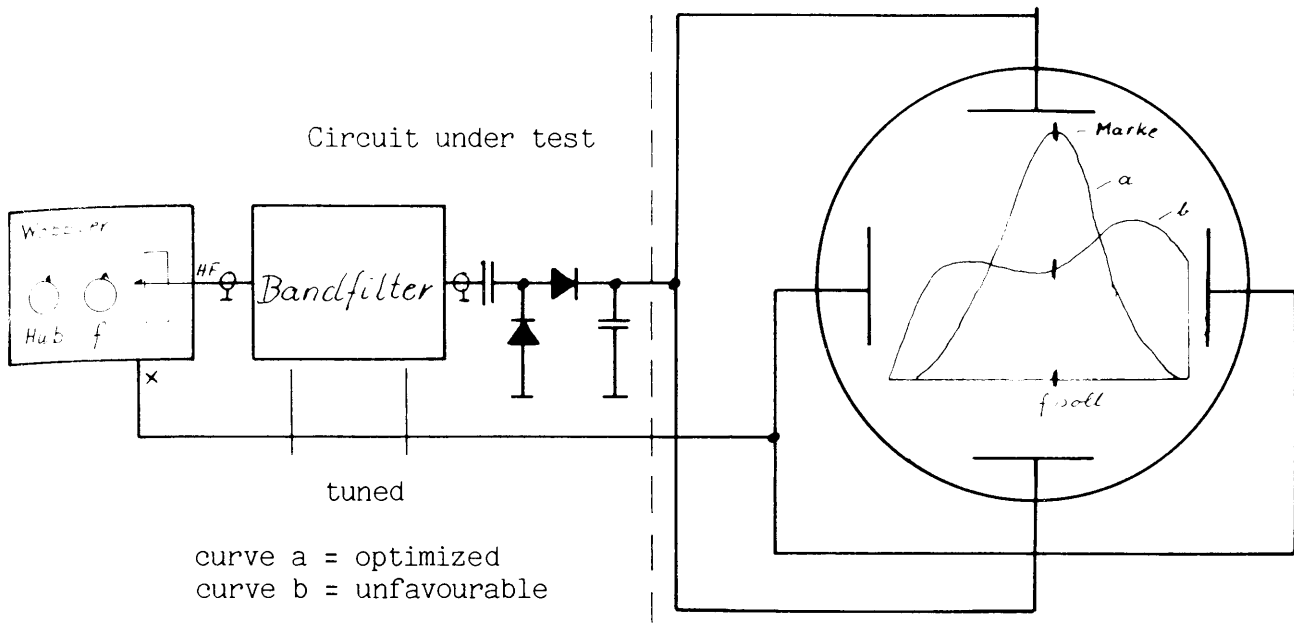 Circuit under test
Marke
a
b
HF
Bandfilter
Hub f
x
f soll
tuned
curve a = optimized
curve b = unfavourable